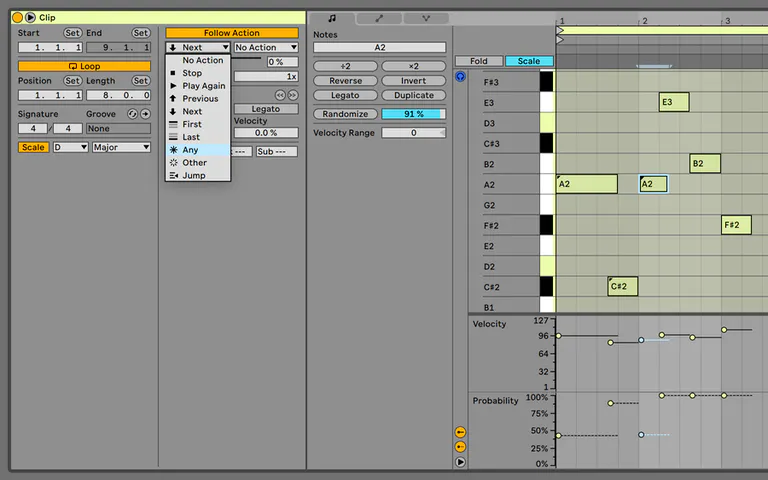 Clip
Start Set End Set
1. 1. 1 9. 1. 1
Loop
Position Set Length Set
1. 1. 1 8. 0. 0
Signature Groove
4 / 4 None
Scale D Major
Follow Action
Next No Action
0 %
1x
Legato
Velocity
0.0 %
--- Sub ---
No Action
Stop
Play Again
Previous
Next
First
Last
Any
Other
Jump
Notes
A2
÷2 ×2
Reverse Invert
Legato Duplicate
Randomize 91 %
Velocity Range 0
Fold Scale
1 2 3
F#3
E3
D3
C#3
B2
A2
G2
F#2
E2
D2
C#2
B1
E3
B2
A2 A2
F#2
C#2
Velocity
127
96
64
32
1
Probability
100%
75%
50%
25%
0%